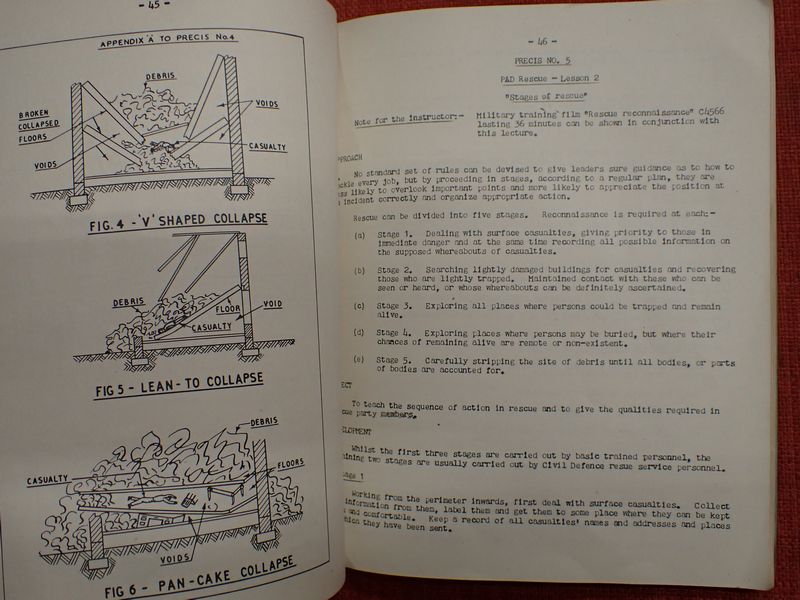 - 45 -
APPENDIX 'A' TO PRECIS No.4
DEBRIS
BROKEN
COLLAPSED
FLOORS
VOIDS
CASUALTY
VOIDS
FIG. 4 - 'V' SHAPED COLLAPSE
DEBRIS
FLOOR
VOID
CASUALTY
FIG 5 - LEAN-TO COLLAPSE
DEBRIS
FLOORS
CASUALTY
VOIDS
FIG 6 - PAN-CAKE COLLAPSE
- 46 -
PRECIS NO. 5
PAD Rescue - Lesson 2
"Stages of rescue"
Note for the instructor:- Military training film "Rescue reconnaissance" C4566
lasting 36 minutes can be shown in conjunction with
this lecture.
PPROACH
No standard set of rules can be devised to give leaders sure guidance as to how to
ckle every job, but by proceeding in stages, according to a regular plan, they are
ss likely to overlook important points and more likely to appreciate the position at
incident correctly and organize appropriate action.
Rescue can be divided into five stages. Reconnaissance is required at each:-
(a) Stage 1. Dealing with surface casualties, giving priority to those in
immediate danger and at the same time recording all possible information on
the supposed whereabouts of casualties.
(b) Stage 2. Searching lightly damaged buildings for casualties and recovering
those who are lightly trapped. Maintained contact with these who can be
seen or heard, or whose whereabouts can be definitely ascertained.
(c) Stage 3. Exploring all places where persons could be trapped and remain
alive.
(d) Stage 4. Exploring places where persons may be buried, but where their
chances of remaining alive are remote or non-existent.
(e) Stage 5. Carefully stripping the site of debris until all bodies, or parts
of bodies are accounted for.
ECT
To teach the sequence of action in rescue and to give the qualities required in
cue party members.
ELOPMENT
Whilst the first three stages are carried out by basic trained personnel, the
aining two stages are usually carried out by Civil Defence resue service personnel.
age 1
Working from the perimeter inwards, first deal with surface casualties. Collect
information from them, label them and get them to some place where they can be kept
and comfortable. Keep a record of all casualties' names and addresses and places
hich they have been sent.